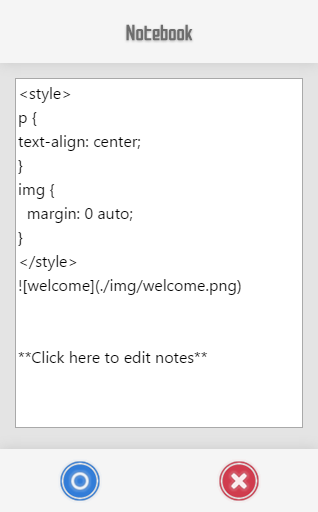 Notebook
<style>
p {
text-align: center;
}
img {
  margin: 0 auto;
}
</style>
![welcome](./img/welcome.png)
**Click here to edit notes**